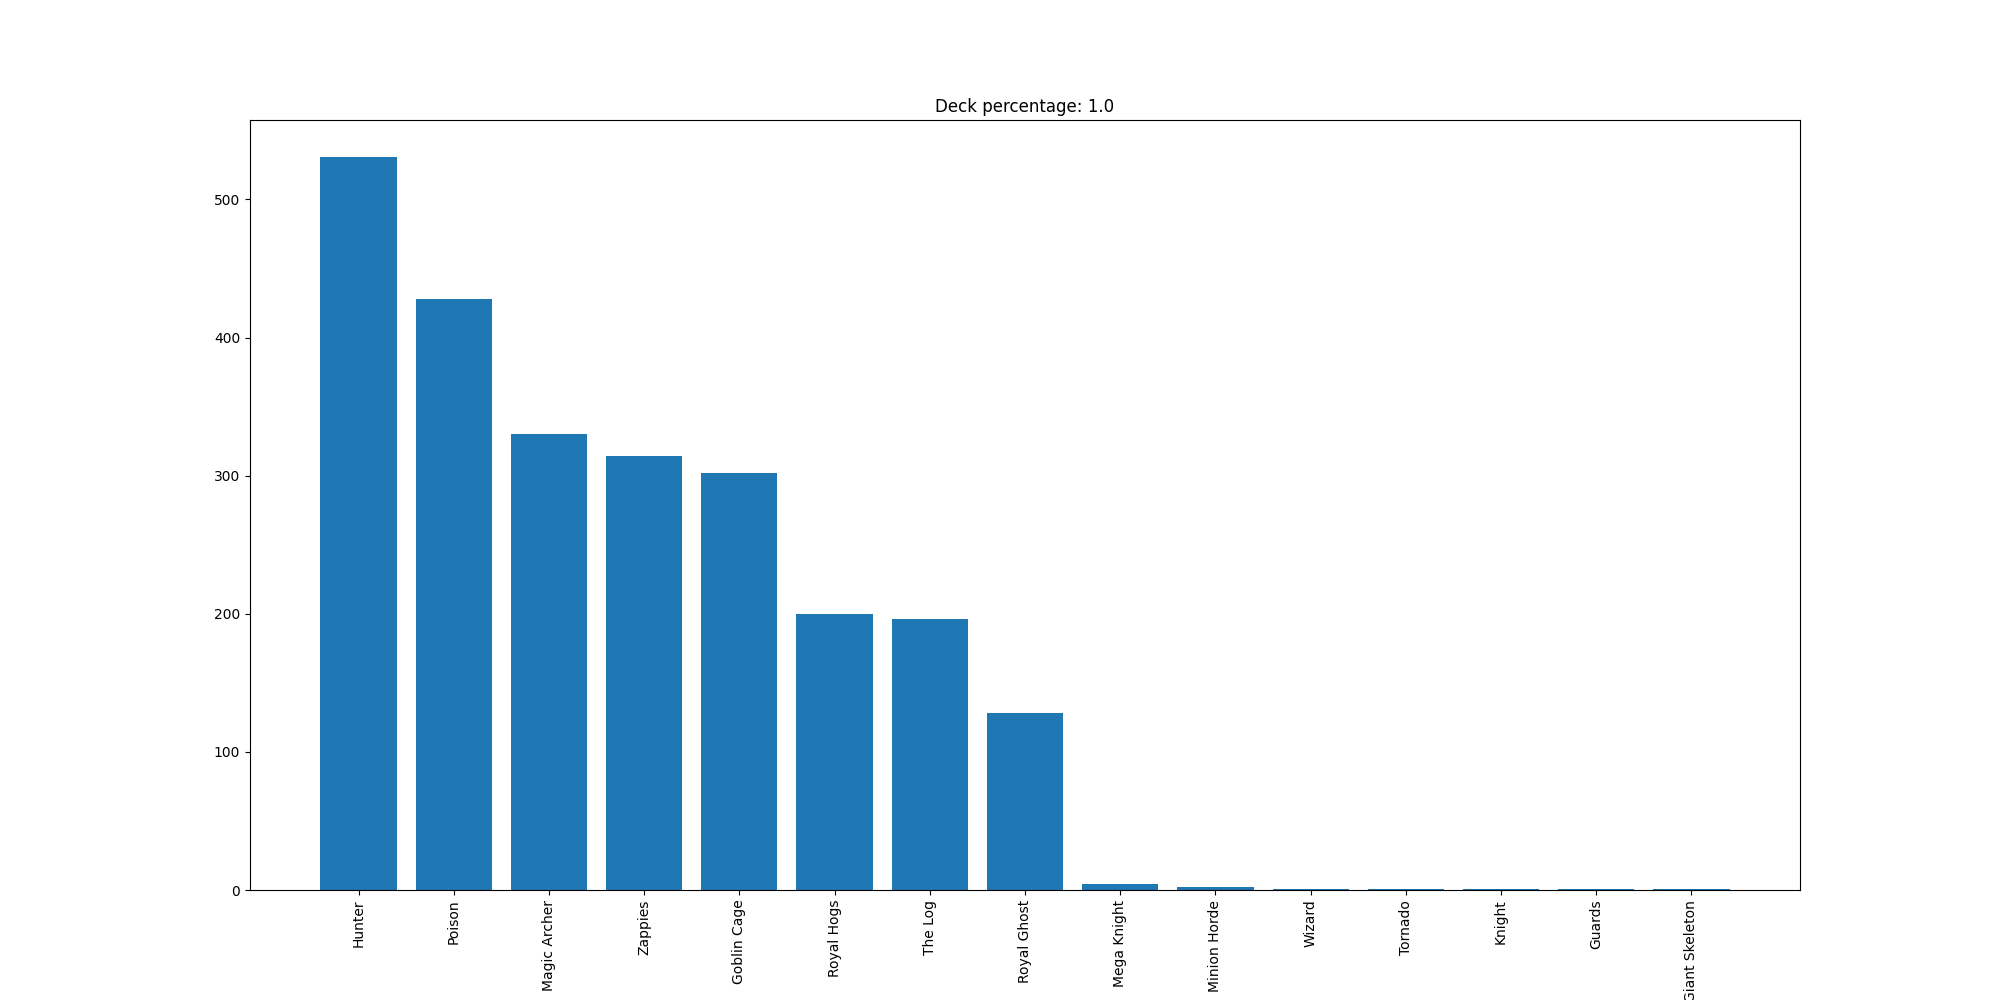 Deck percentage: 1.0
500
400
300
200
100
0
Hunter
Poison
Magic Archer
Zappies
Goblin Cage
Royal Hogs
The Log
Royal Ghost
Mega Knight
Minion Horde
Wizard
Tornado
Knight
Guards
Giant Skeleton